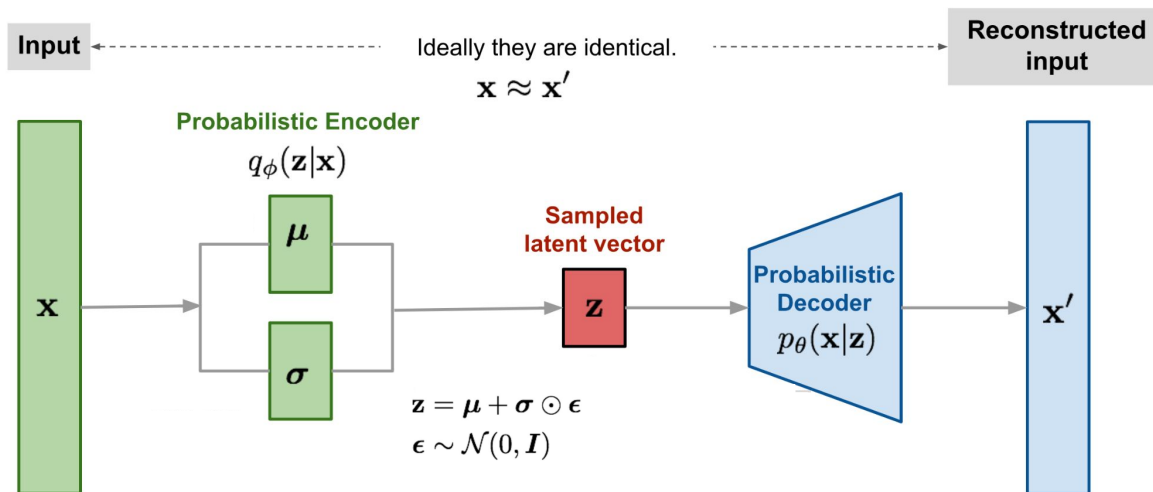 Input
Ideally they are identical.
x ≈ x′
Reconstructed
input
Probabilistic Encoder
qϕ(z|x)
μ
σ
x
Sampled
latent vector
z
z = μ + σ ⊙ ϵ
ϵ ∼ 𝒩(0, I)
Probabilistic
Decoder
pθ(x|z)
x′